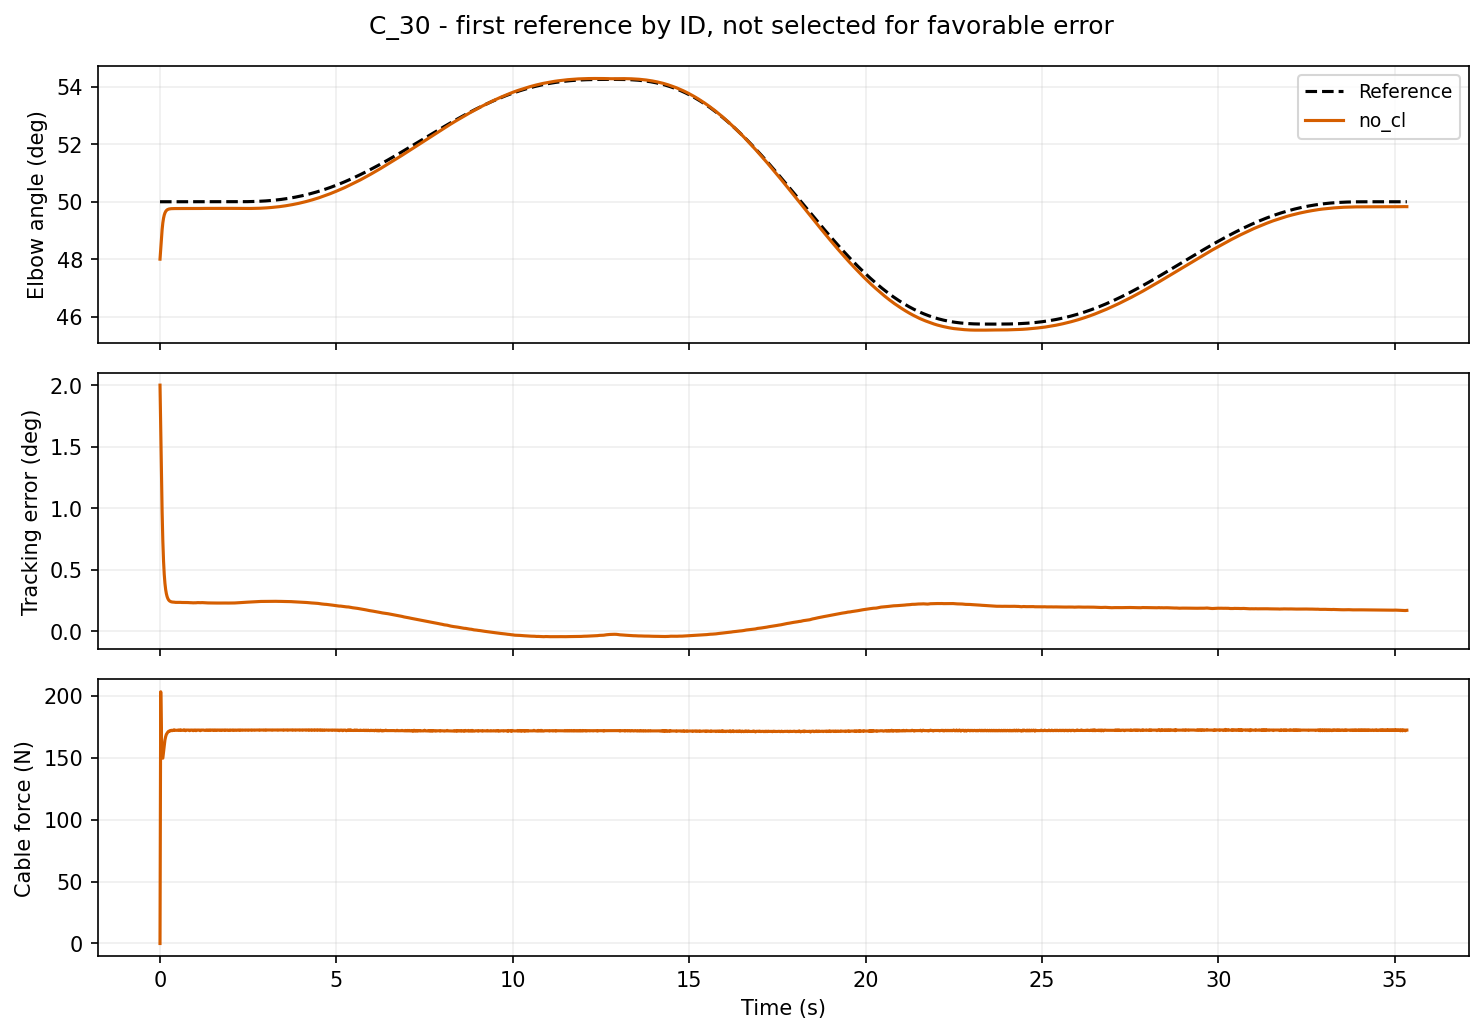 C_30 - first reference by ID, not selected for favorable error
Elbow angle (deg)
54
52
50
48
46
Reference
no_cl
Tracking error (deg)
2.0
1.5
1.0
0.5
0.0
Cable force (N)
200
150
100
50
0
0 5 10 15 20 25 30 35
Time (s)